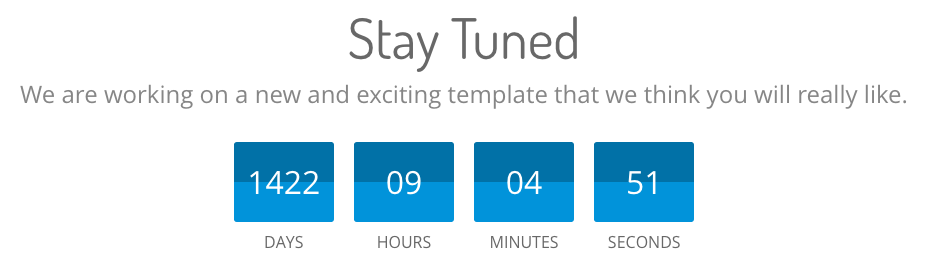 Stay Tuned
We are working on a new and exciting template that we think you will really like.
1422 09 04 51
DAYS HOURS MINUTES SECONDS